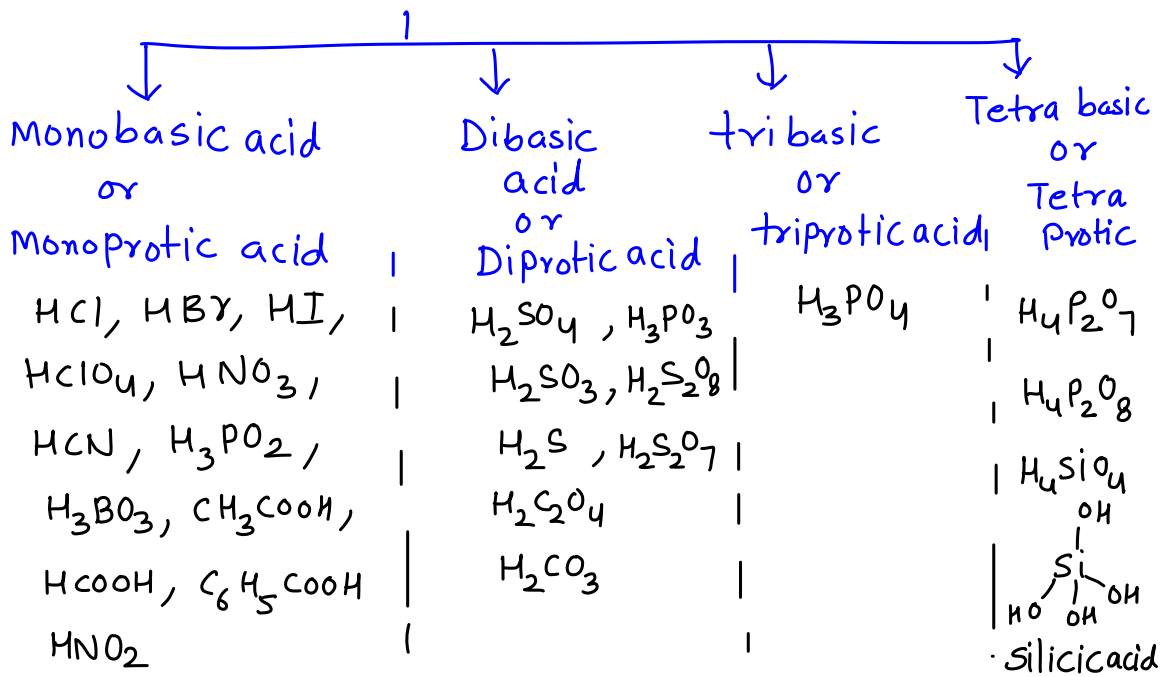 Monobasic acid
or
Monoprotic acid
HCl, HBr, HI,
HClO₄, HNO₃,
HCN, H₃PO₂,
H₃BO₃, CH₃COOH,
HCOOH, C₆H₅COOH
HNO₂
Dibasic
acid
or
Diprotic acid
H₂SO₄, H₃PO₃
H₂SO₃, H₂S₂O₈
H₂S, H₂S₂O₇
H₂C₂O₄
H₂CO₃
tribasic
or
triprotic acid
H₃PO₄
Tetra basic
or
Tetra
Protic
H₄P₂O₇
H₄P₂O₈
H₄SiO₄
OH
Si
HO OH OH
Silicic acid